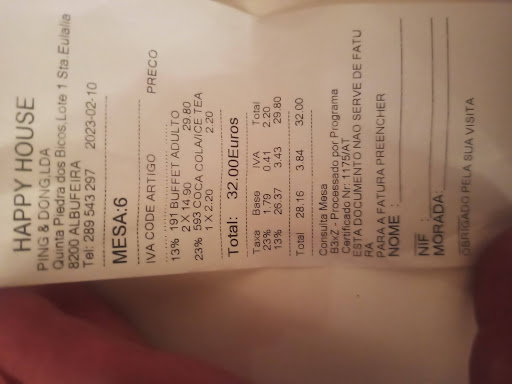 HAPPY HOUSE
PING & DONG,LDA
Quinta Piedra dos Bicos,Lote 1 Sta.Eulalia
8200 ALBUFEIRA
Tel: 289 543 297 2023-02-10
MESA:6
IVA CODE ARTIGO PRECO
13% 191 BUFFET ADULTO
2 X 14.90 29.80
23% 593 COCA COLA/ICE TEA
1 X 2.20 2.20
Total: 32.00Euros
Taxa Base IVA Total
23% 1.79 0.41 2.20
13% 26.37 3.43 29.80
Total 28.16 3.84 32.00
Consulta Mesa
B3xZ - Processado por Programa
Certificado Nr. 1175/AT
ESTA DOCUMENTO NAO SERVE DE FATU
RA
PARA A FATURA PREENCHER
NOME :
NIF :
MORADA:
OBRIGADO PELA SUA VISITA